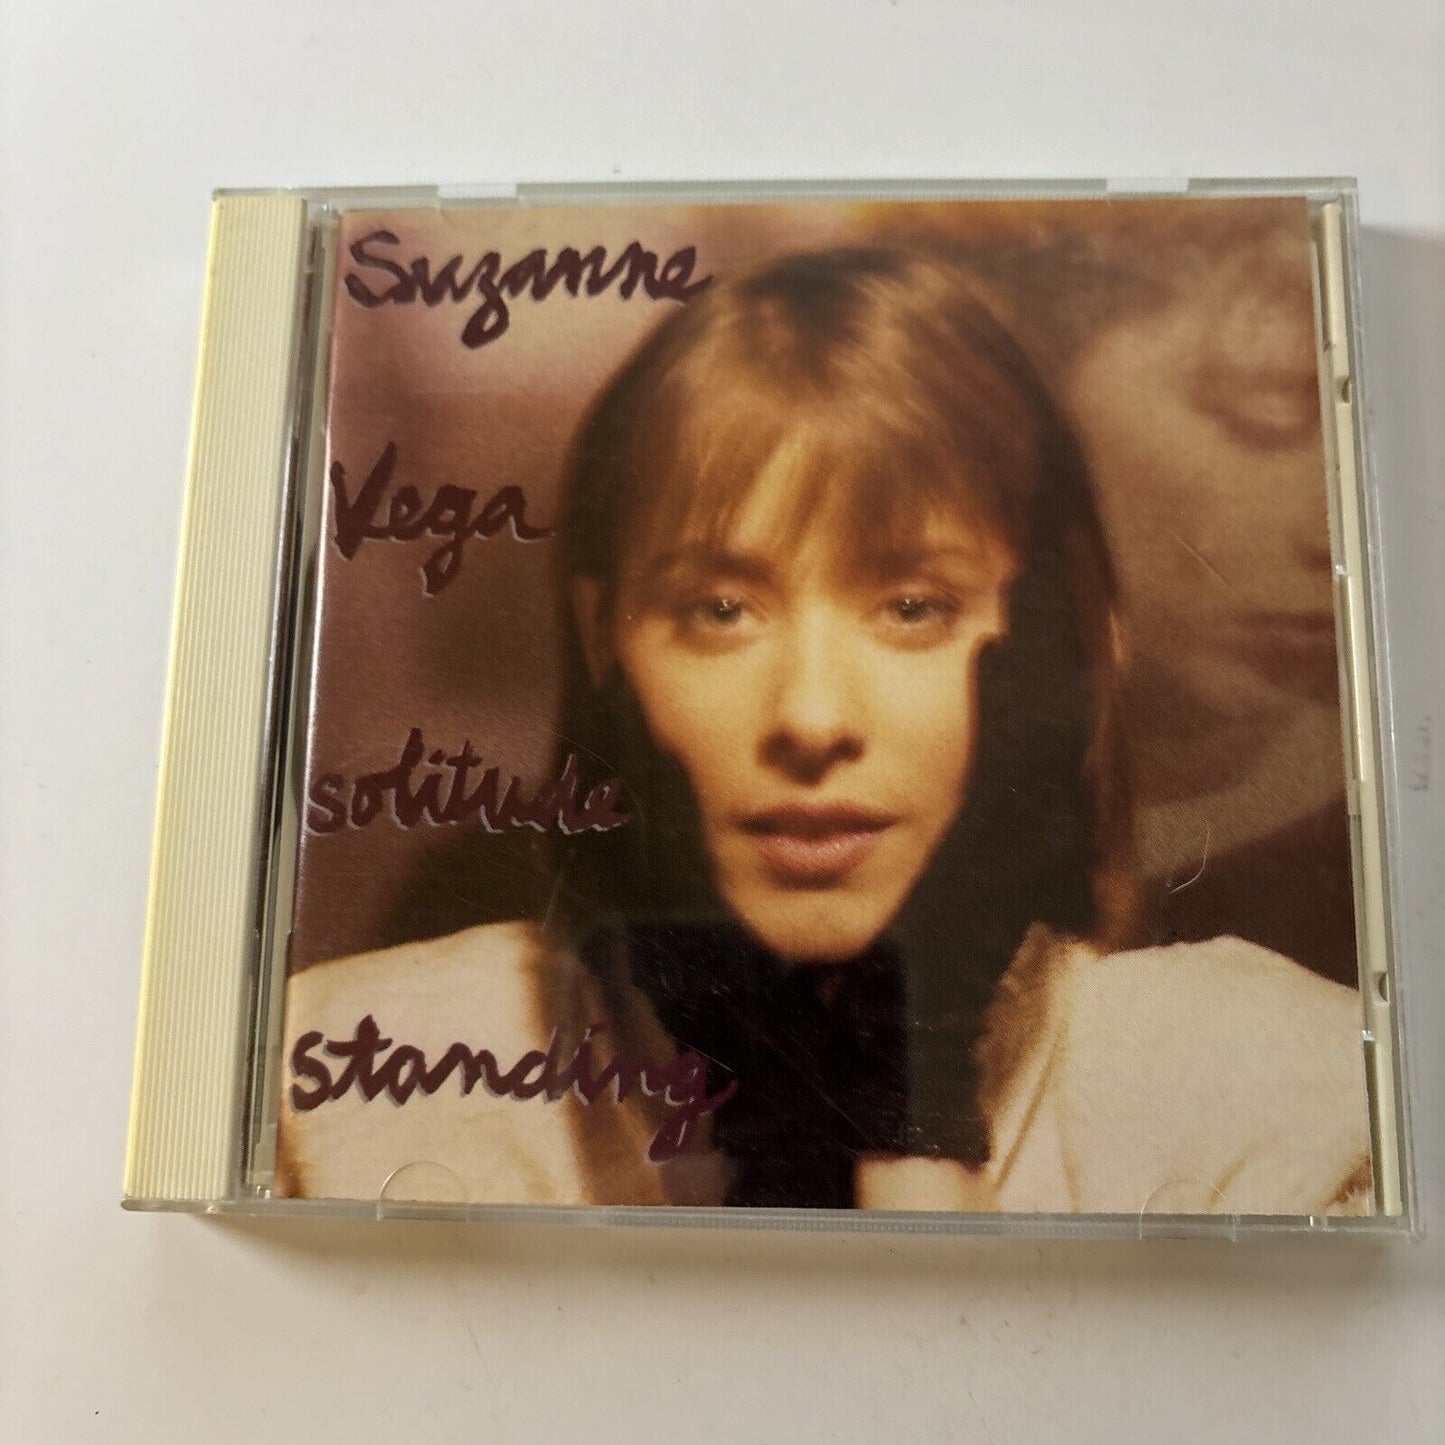 Suzanne
Vega
solitude
standing